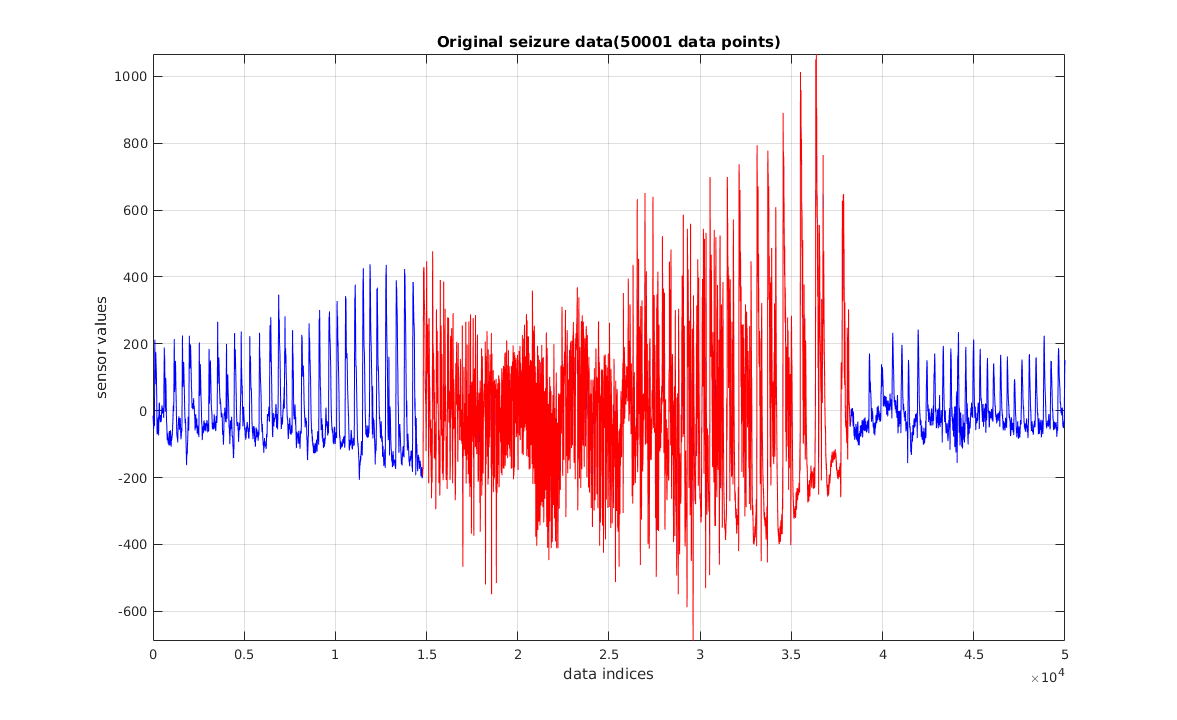 Original seizure data(50001 data points)
1000
800
600
400
200
0
-200
-400
-600
sensor values
0 0.5 1 1.5 2 2.5 3 3.5 4 4.5 5
data indices
×10⁴